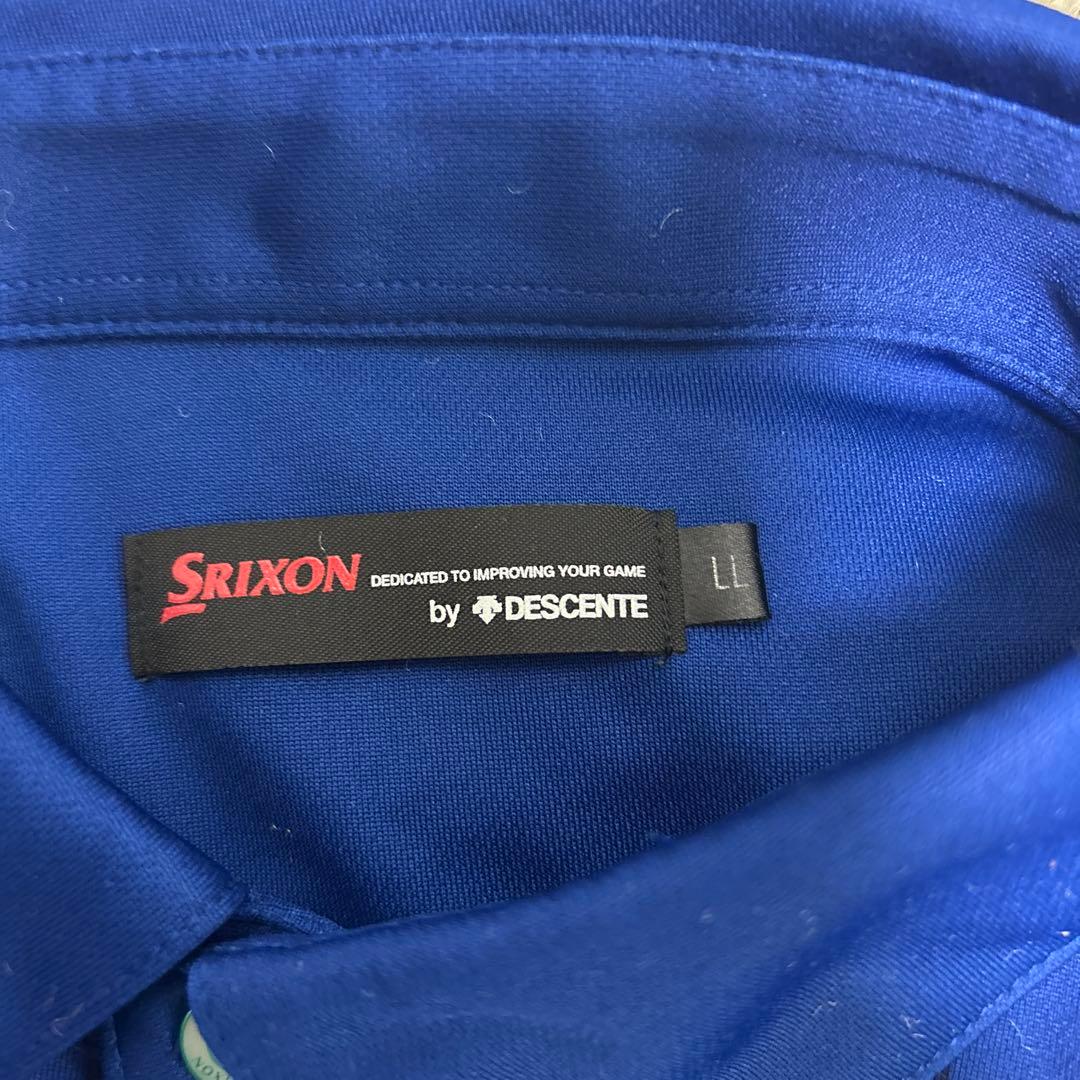 SRIXON DEDICATED TO IMPROVING YOUR GAME
by DESCENTE
LL